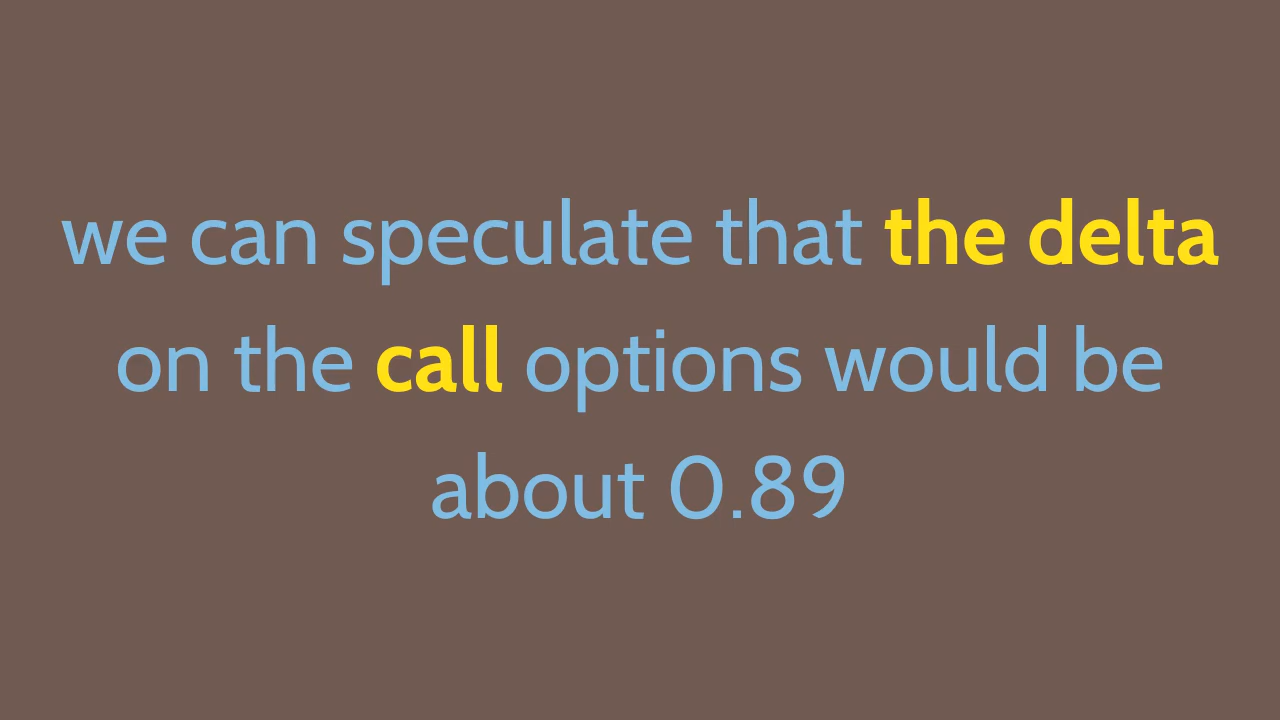 we can speculate that the delta
on the call options would be
about 0.89